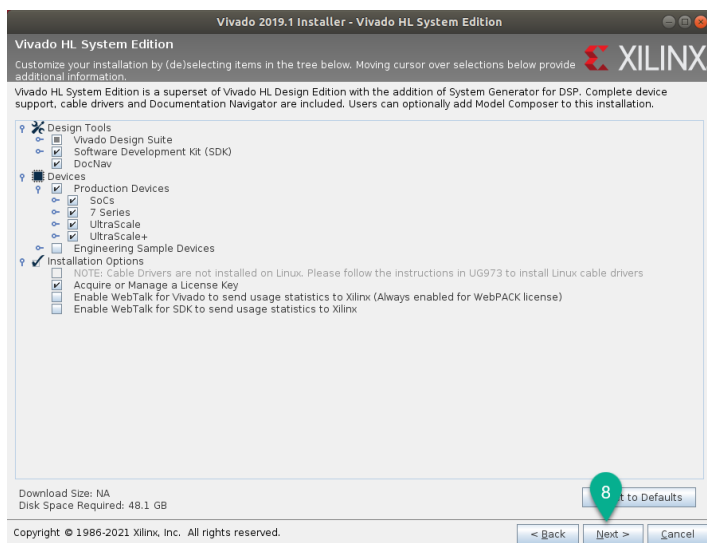 Vivado 2019.1 Installer - Vivado HL System Edition
Vivado HL System Edition
Customize your installation by (de)selecting items in the tree below. Moving cursor over selections below provide
additional information.
XILINX
Vivado HL System Edition is a superset of Vivado HL Design Edition with the addition of System Generator for DSP. Complete device
support, cable drivers and Documentation Navigator are included. Users can optionally add Model Composer to this installation.
Design Tools
Vivado Design Suite
Software Development Kit (SDK)
DocNav
Devices
Production Devices
SoCs
7 Series
UltraScale
UltraScale+
Engineering Sample Devices
Installation Options
NOTE: Cable Drivers are not installed on Linux. Please follow the instructions in UG973 to install Linux cable drivers
Acquire or Manage a License Key
Enable WebTalk for Vivado to send usage statistics to Xilinx (Always enabled for WebPACK license)
Enable WebTalk for SDK to send usage statistics to Xilinx
Download Size: NA
Disk Space Required: 48.1 GB
8
to Defaults
Copyright © 1986-2021 Xilinx, Inc. All rights reserved.
< Back
Next >
Cancel